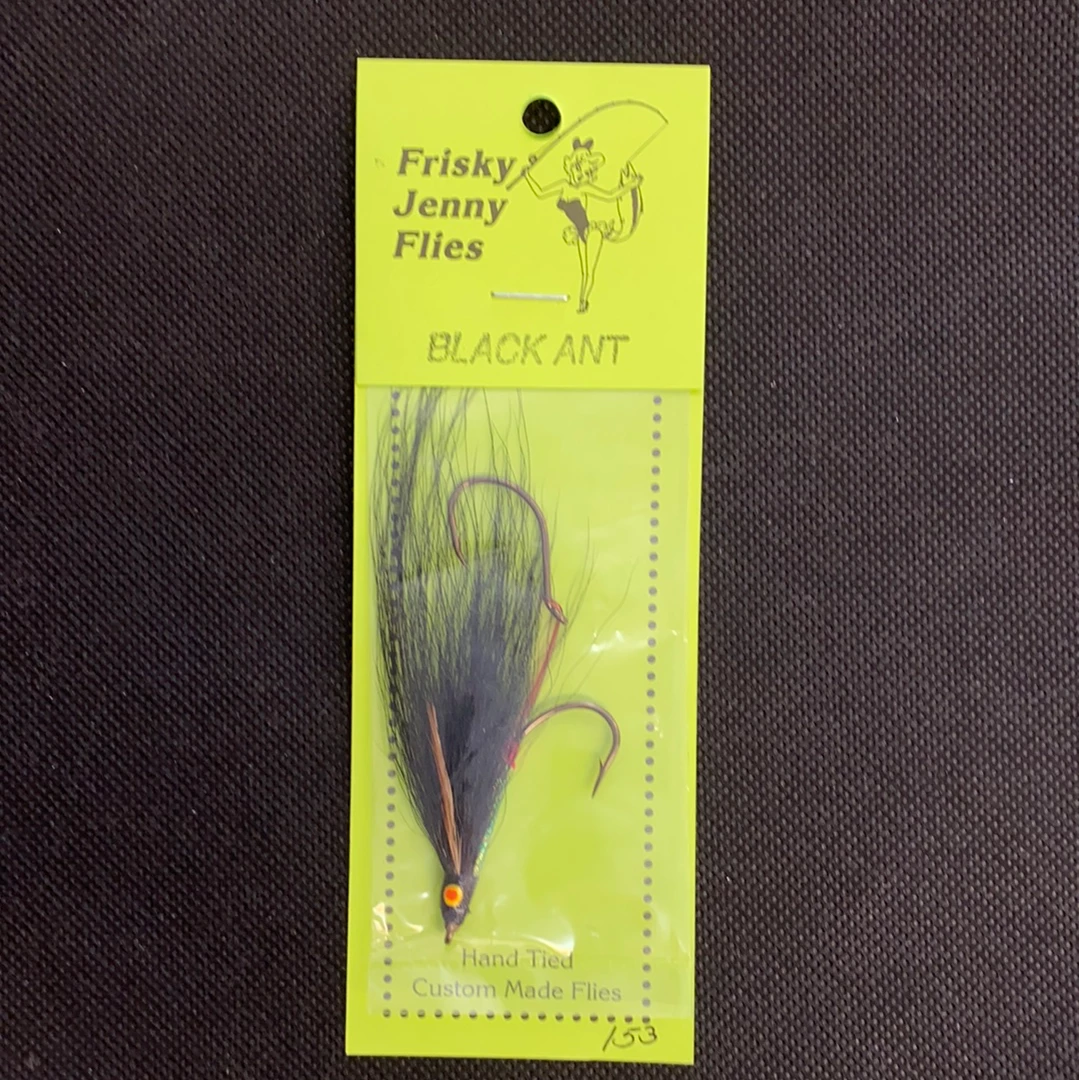 Frisky
Jenny
Flies
BLACK ANT
Hand Tied
Custom Made Flies
153